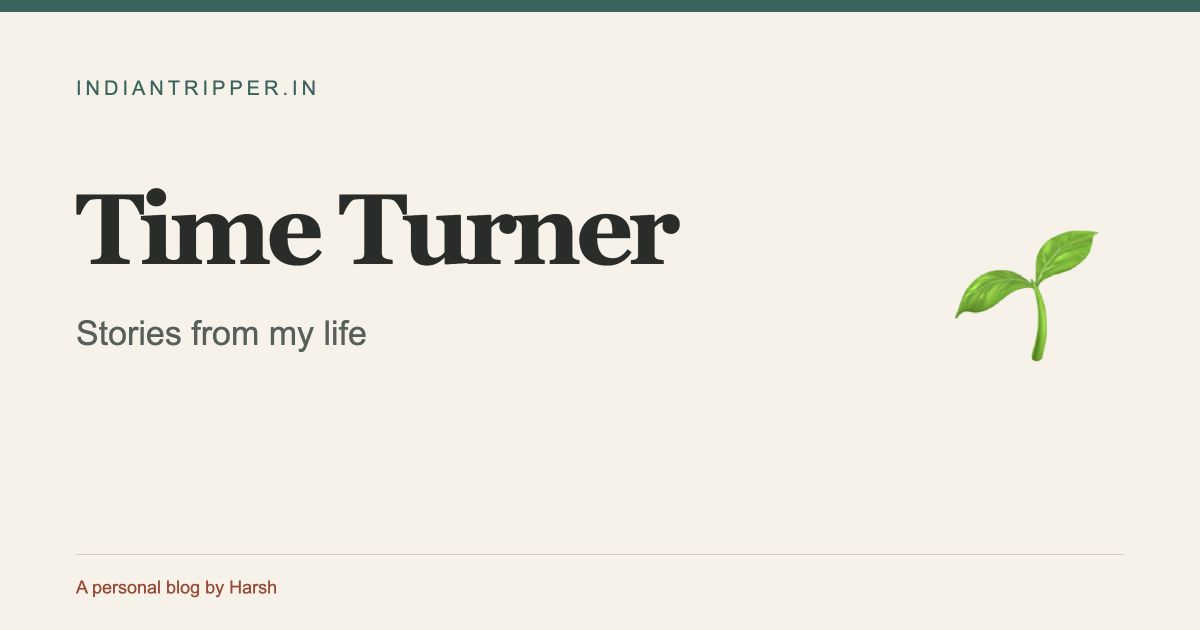 INDIANTRIPPER.IN
Time Turner
Stories from my life
A personal blog by Harsh